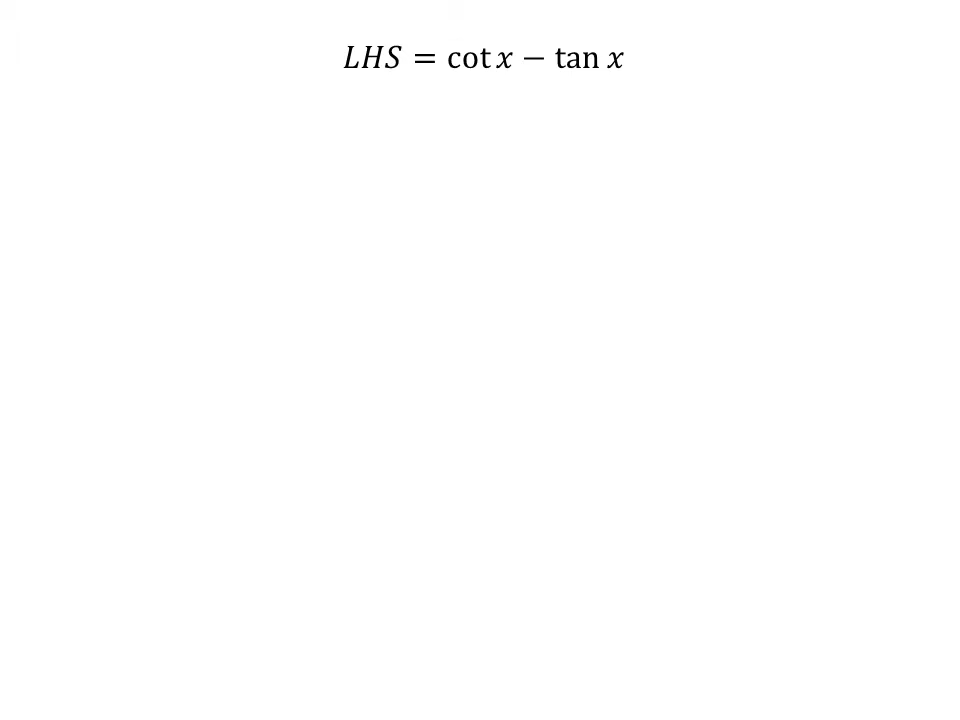 𝐿𝐻𝑆 = cot 𝑥 − tan 𝑥